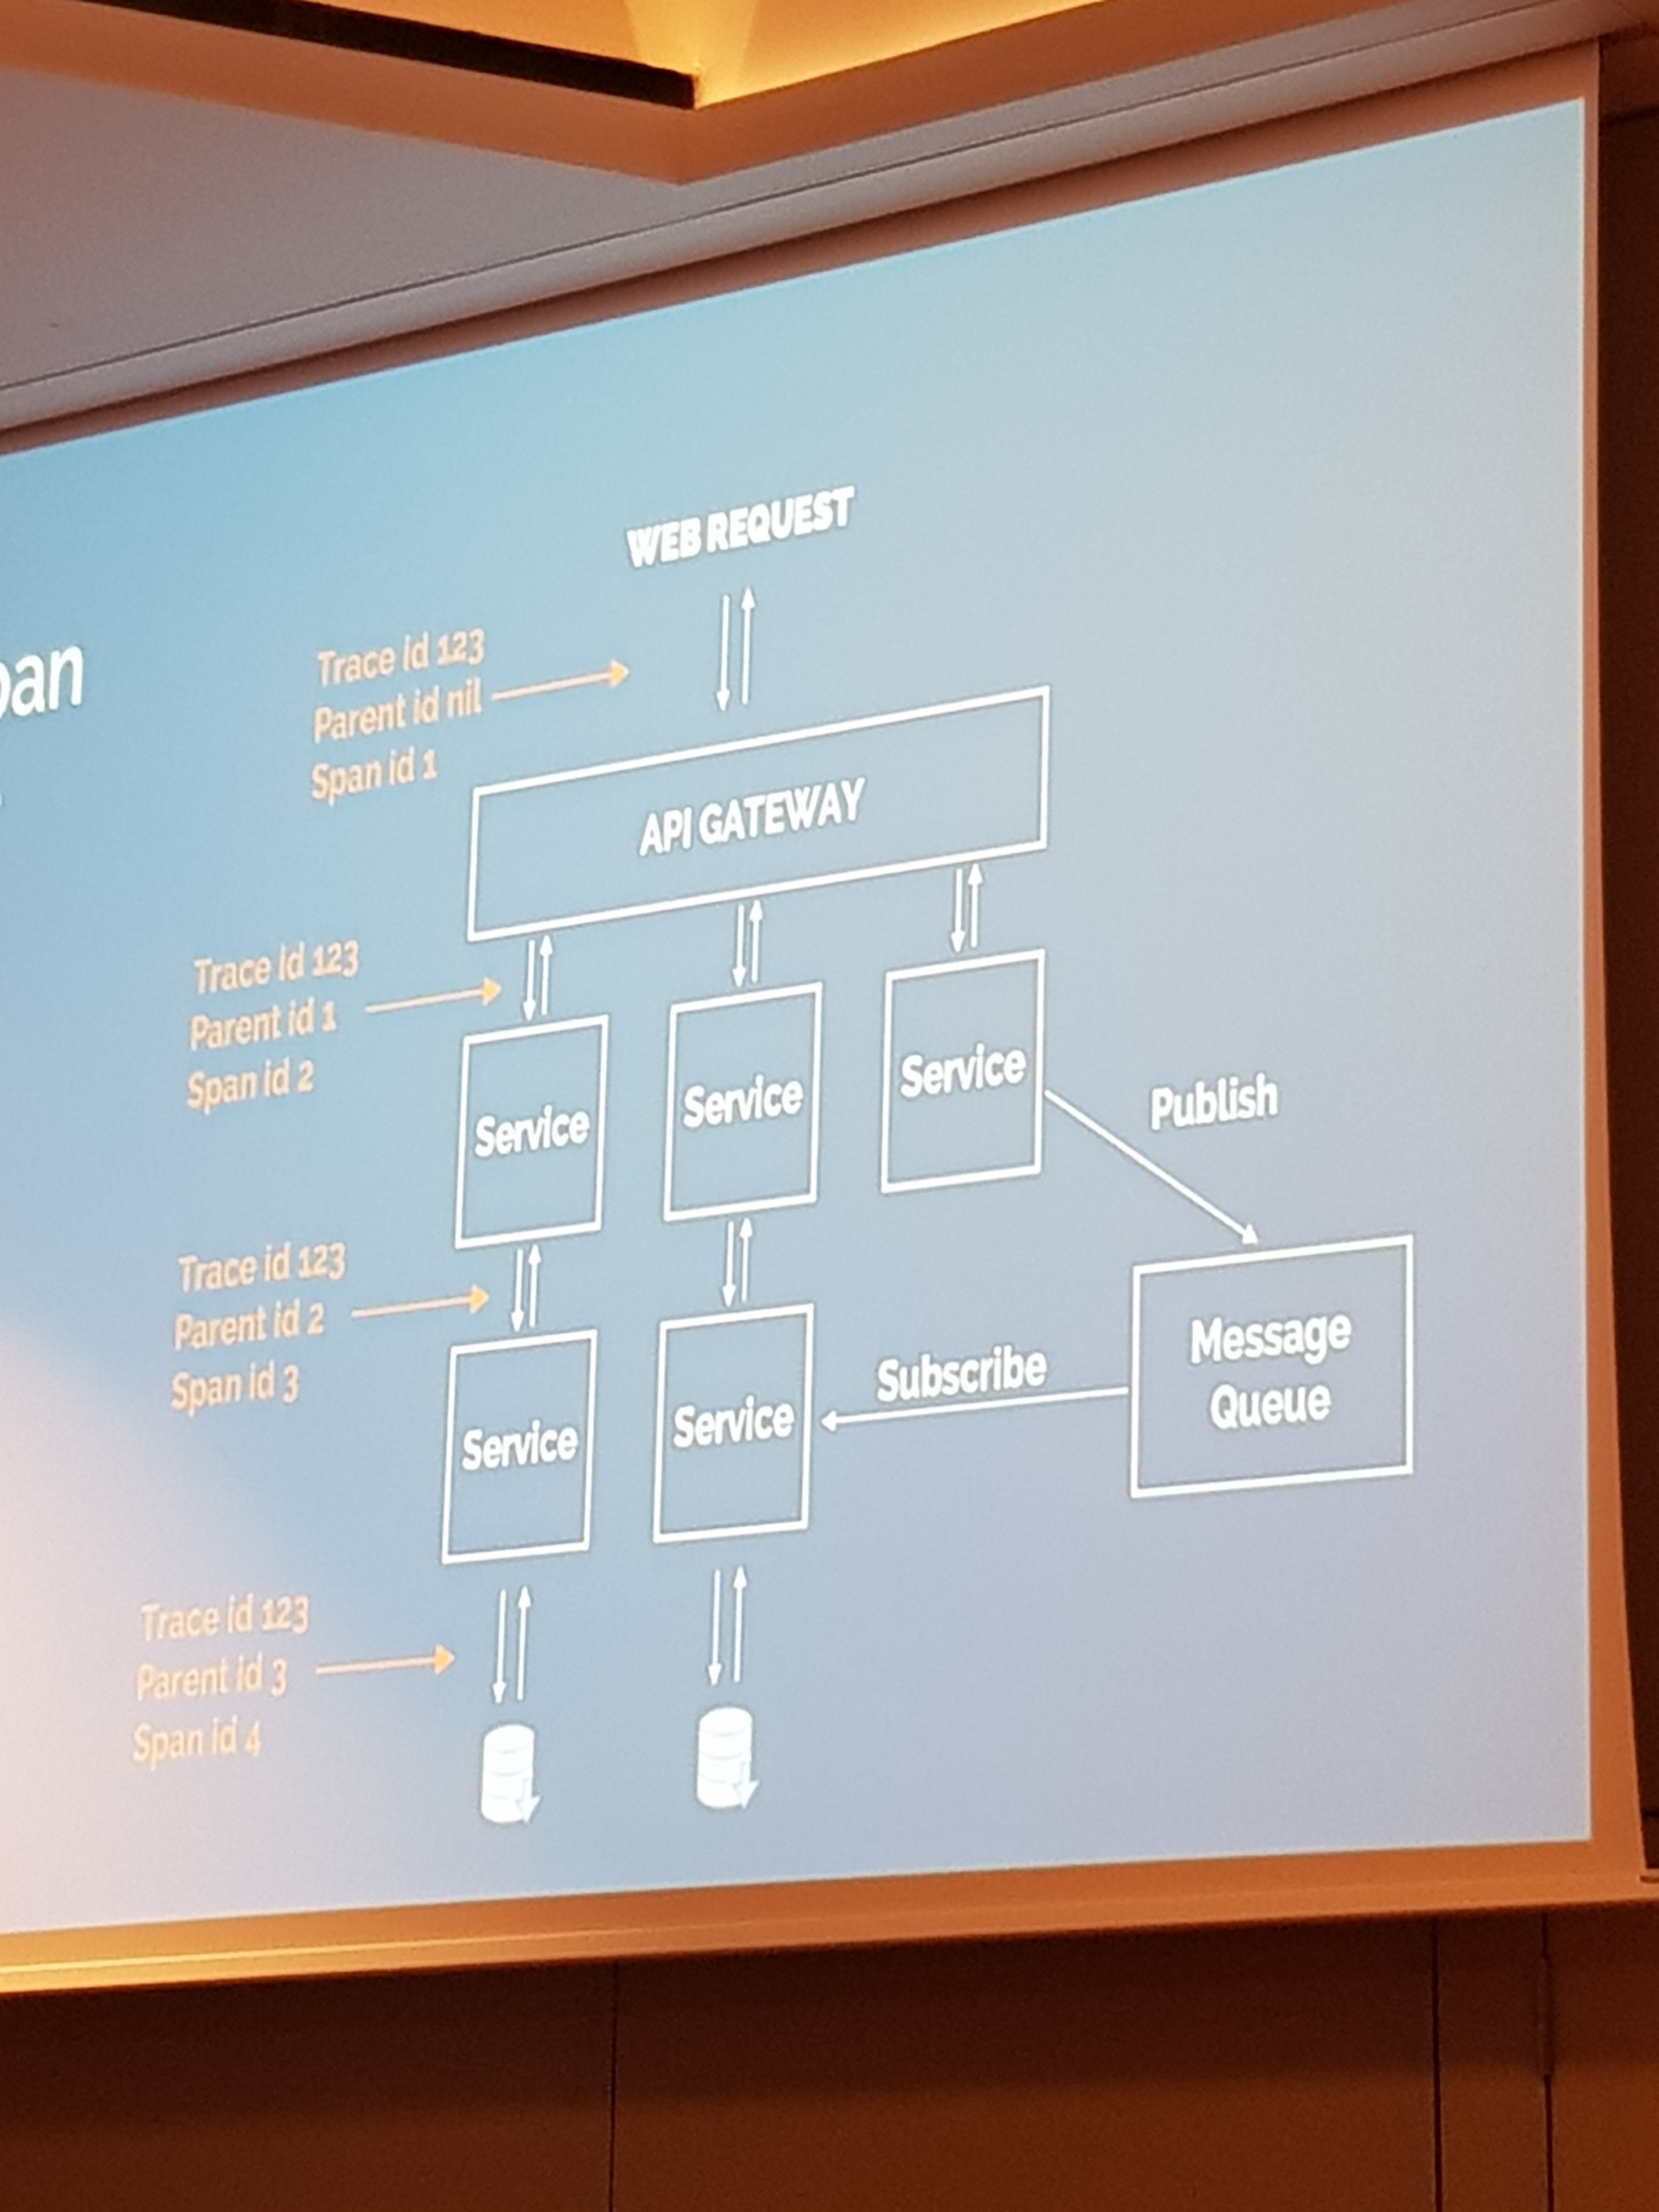 WEB REQUEST
Trace id 123
Parent id nil
Span id 1
API GATEWAY
Trace id 123
Parent id 1
Span id 2
Service
Service
Service
Publish
Trace id 123
Parent id 2
Span id 3
Service
Service
Subscribe
Message
Queue
Trace id 123
Parent id 3
Span id 4